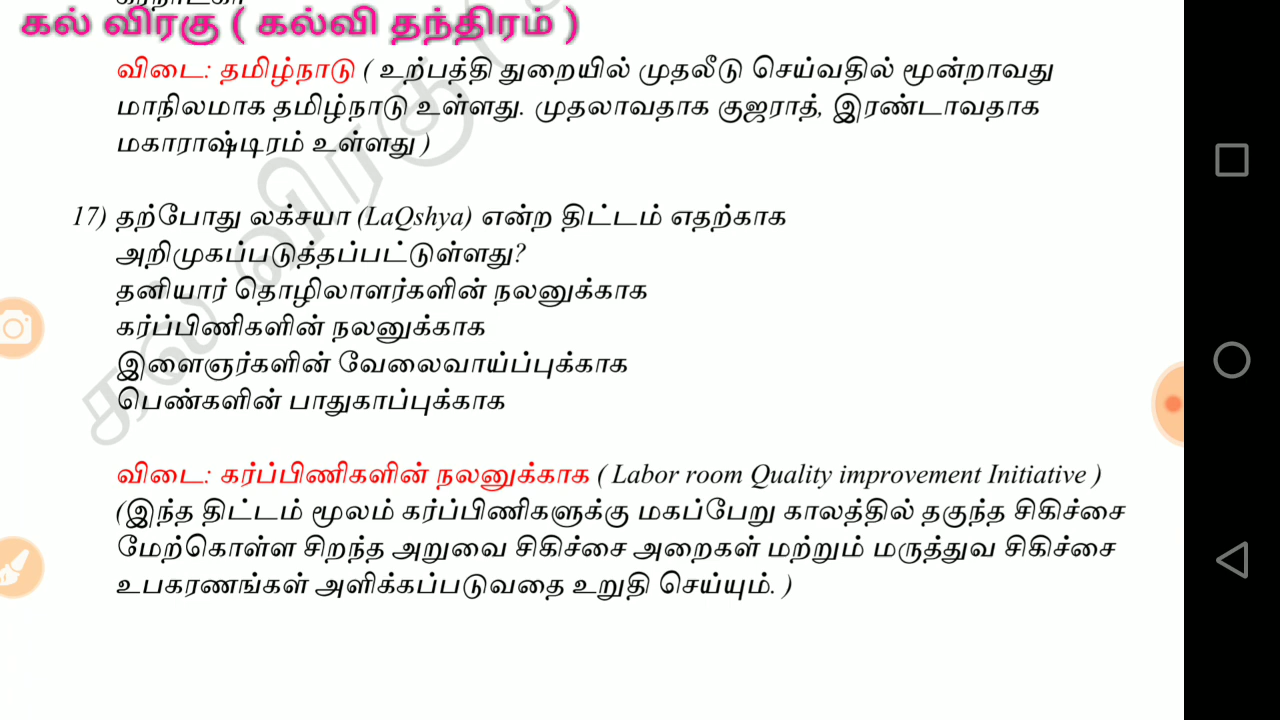 கல் விரகு ( கல்வி தந்திரம் )
விடை: தமிழ்நாடு ( உற்பத்தி துறையில் முதலீடு செய்வதில் மூன்றாவது
மாநிலமாக தமிழ்நாடு உள்ளது. முதலாவதாக குஜராத், இரண்டாவதாக
மகாராஷ்டிரம் உள்ளது )
17) தற்போது லக்சயா (LaQshya) என்ற திட்டம் எதற்காக
அறிமுகப்படுத்தப்பட்டுள்ளது?
தனியார் தொழிலாளர்களின் நலனுக்காக
கர்ப்பிணிகளின் நலனுக்காக
இளைஞர்களின் வேலைவாய்ப்புக்காக
பெண்களின் பாதுகாப்புக்காக
விடை: கர்ப்பிணிகளின் நலனுக்காக ( Labor room Quality improvement Initiative )
(இந்த திட்டம் மூலம் கர்ப்பிணிகளுக்கு மகப்பேறு காலத்தில் தகுந்த சிகிச்சை
மேற்கொள்ள சிறந்த அறுவை சிகிச்சை அறைகள் மற்றும் மருத்துவ சிகிச்சை
உபகரணங்கள் அளிக்கப்படுவதை உறுதி செய்யும். )
கல் விரகு